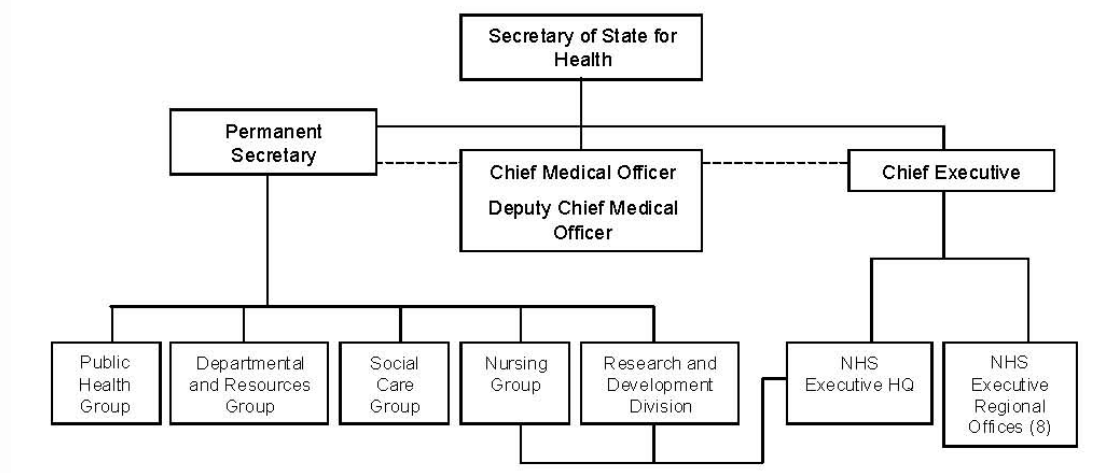 Secretary of State for
Health
Permanent
Secretary
Chief Medical Officer
Deputy Chief Medical
Officer
Chief Executive
Public
Health
Group
Departmental
and Resources
Group
Social
Care
Group
Nursing
Group
Research and
Development
Division
NHS
Executive HQ
NHS
Executive
Regional
Offices (8)